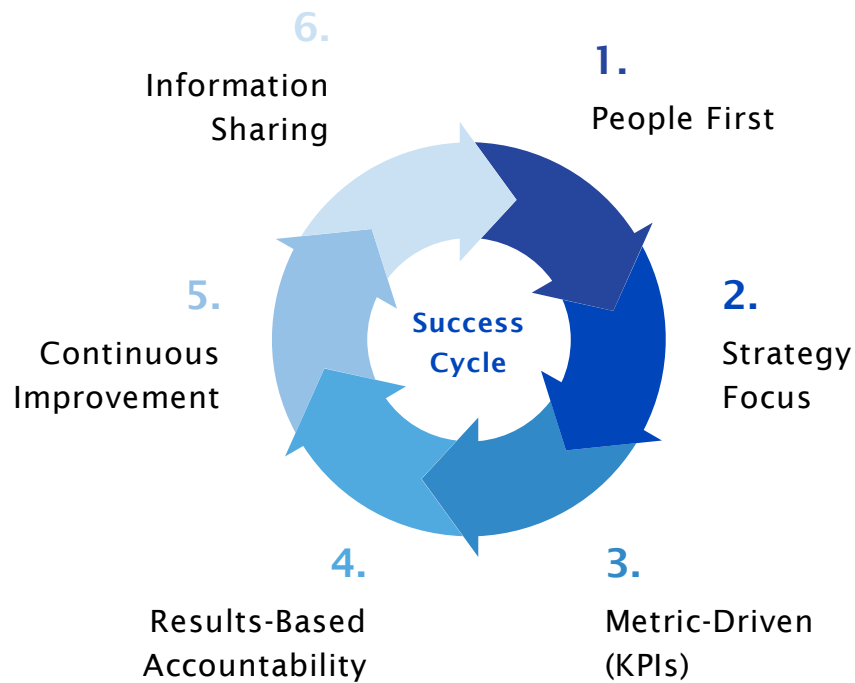 1.
People First
2.
Strategy
Focus
3.
Metric-Driven
(KPIs)
4.
Results-Based
Accountability
5.
Continuous
Improvement
6.
Information
Sharing
Success
Cycle